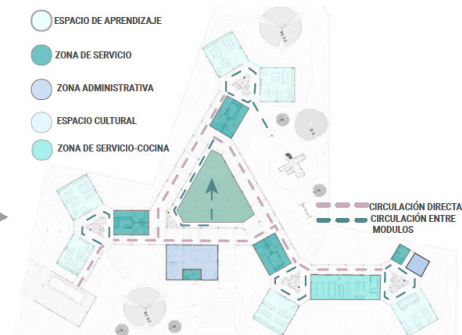 ESPACIO DE APRENDIZAJE
ZONA DE SERVICIO
ZONA ADMINISTRATIVA
ESPACIO CULTURAL
ZONA DE SERVICIO-COCINA
CIRCULACIÓN DIRECTA
CIRCULACIÓN ENTRE
MODULOS